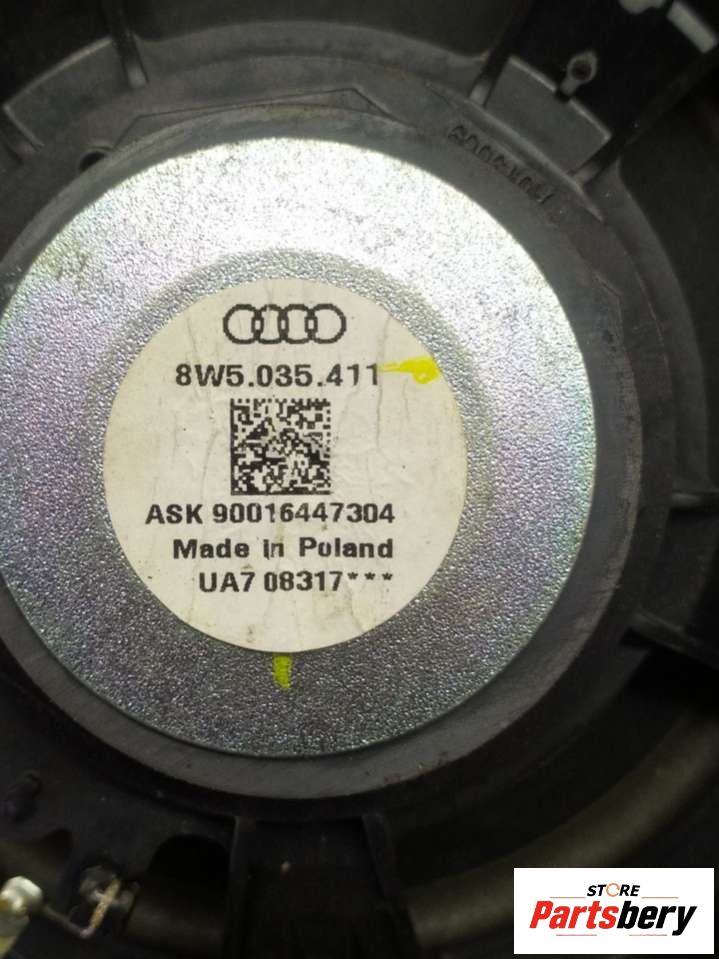 8W5.035.411
ASK 90016447304
Made in Poland
UA7 08317***
STORE
Partsbery